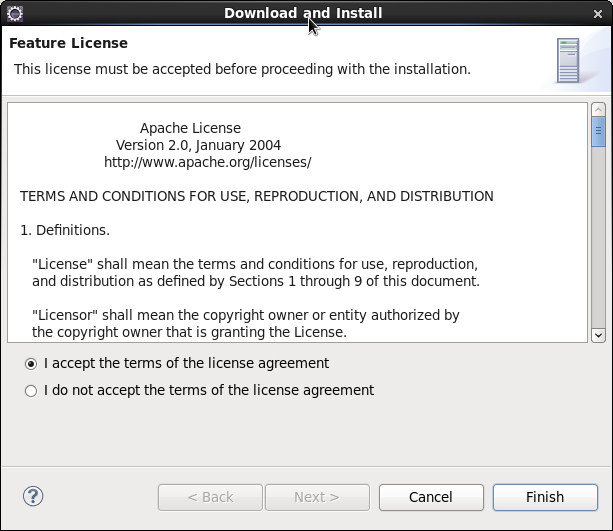 Download and Install
Feature License
This license must be accepted before proceeding with the installation.
Apache License
Version 2.0, January 2004
http://www.apache.org/licenses/
TERMS AND CONDITIONS FOR USE, REPRODUCTION, AND DISTRIBUTION
1. Definitions.
"License" shall mean the terms and conditions for use, reproduction,
and distribution as defined by Sections 1 through 9 of this document.
"Licensor" shall mean the copyright owner or entity authorized by
the copyright owner that is granting the License.
I accept the terms of the license agreement
I do not accept the terms of the license agreement
? < Back Next > Cancel Finish